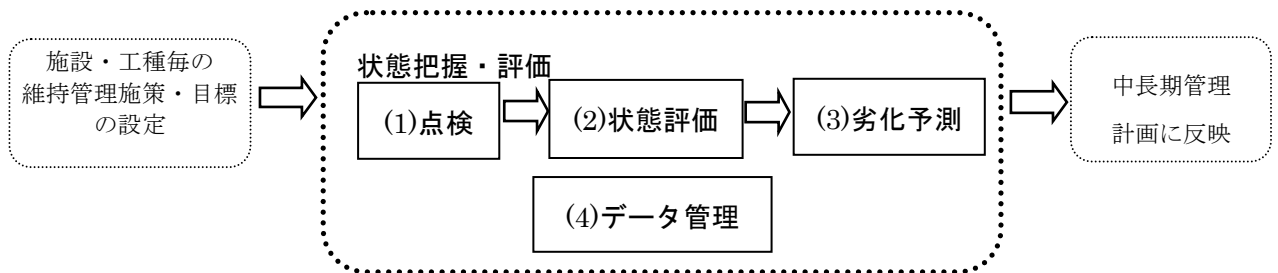 施設・工種毎の
維持管理施策・目標
の設定
状態把握・評価
(1)点検
(2)状態評価
(3)劣化予測
(4)データ管理
中長期管理
計画に反映